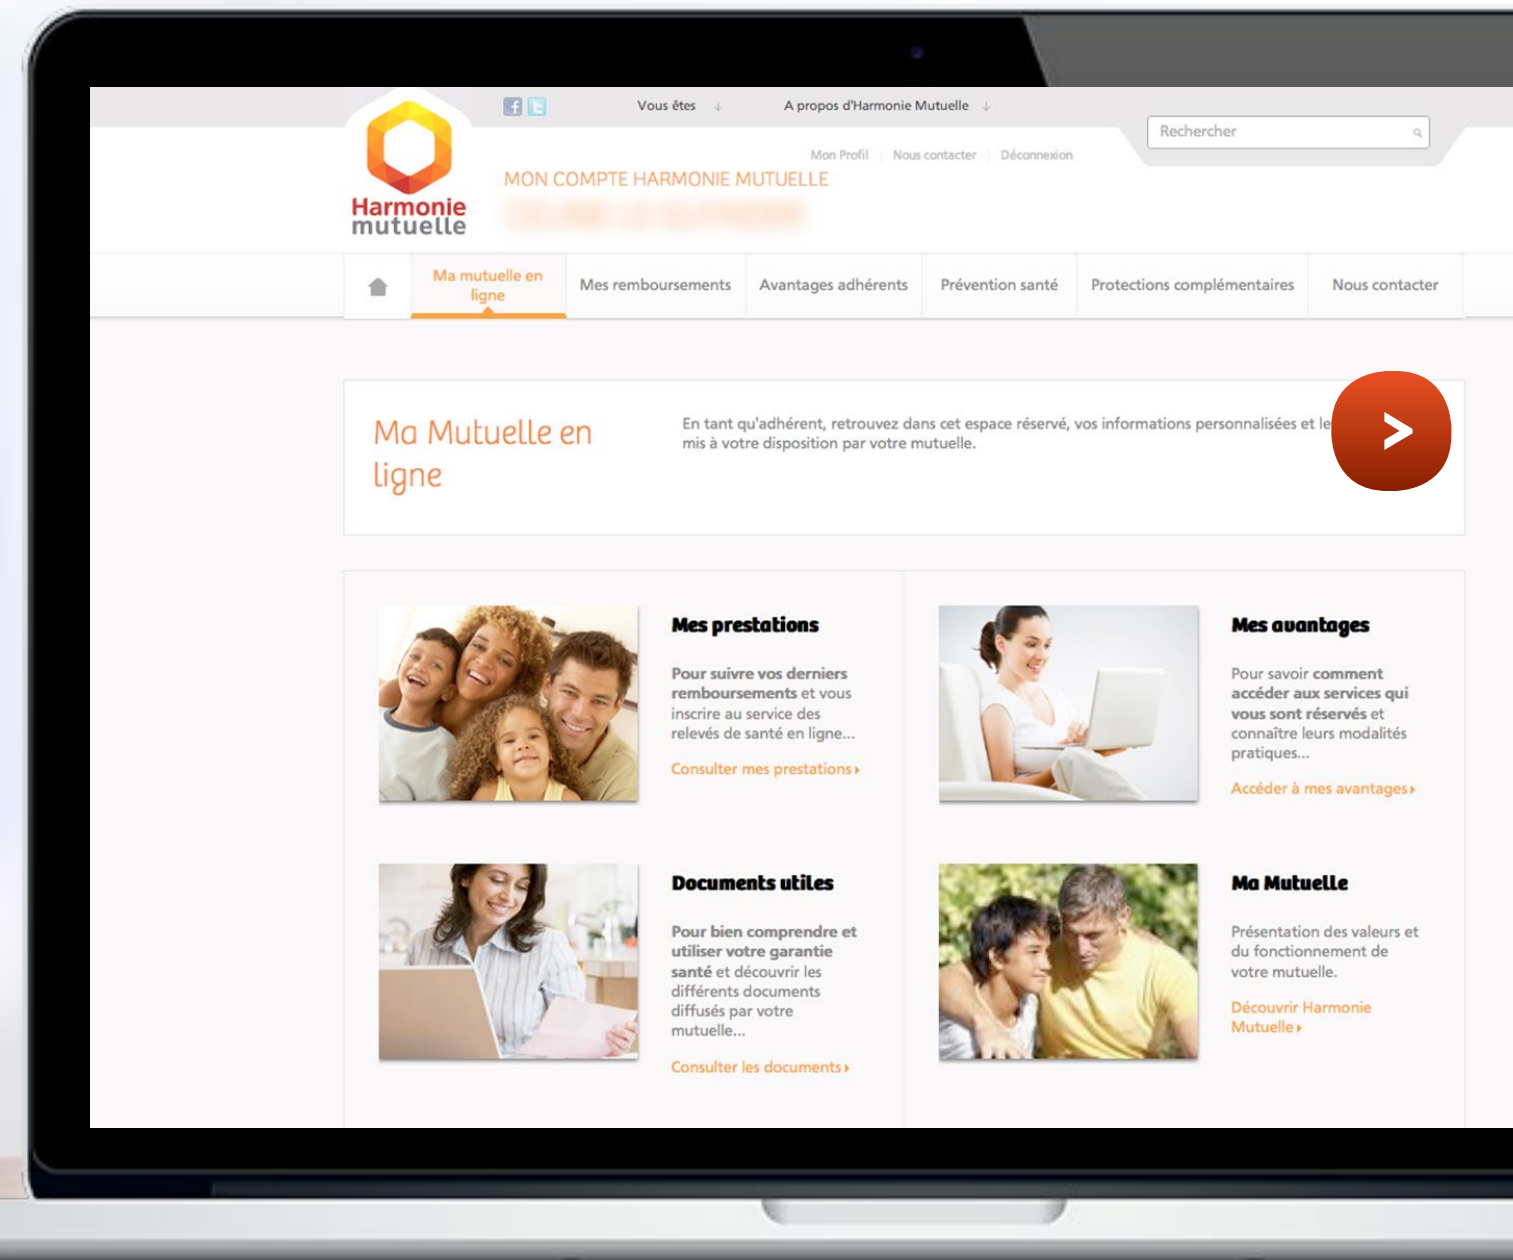 Vous êtes ↓
A propos d'Harmonie Mutuelle ↓
Rechercher
Mon Profil | Nous contacter | Déconnexion
MON COMPTE HARMONIE MUTUELLE
Harmonie
mutuelle
Ma mutuelle en
ligne
Mes remboursements
Avantages adhérents
Prévention santé
Protections complémentaires
Nous contacter
Ma Mutuelle en
ligne
En tant qu'adhérent, retrouvez dans cet espace réservé, vos informations personnalisées et
mis à votre disposition par votre mutuelle.
>
Mes prestations
Pour suivre vos derniers
remboursements et vous
inscrire au service des
relevés de santé en ligne...
Consulter mes prestations
Mes avantages
Pour savoir comment
accéder aux services qui
vous sont réservés et
connaître leurs modalités
pratiques...
Accéder à mes avantages
Documents utiles
Pour bien comprendre et
utiliser votre garantie
santé et découvrir les
différents documents
diffusés par votre
mutuelle...
Consulter les documents
Ma Mutuelle
Présentation des valeurs et
du fonctionnement de
votre mutuelle.
Découvrir Harmonie
Mutuelle